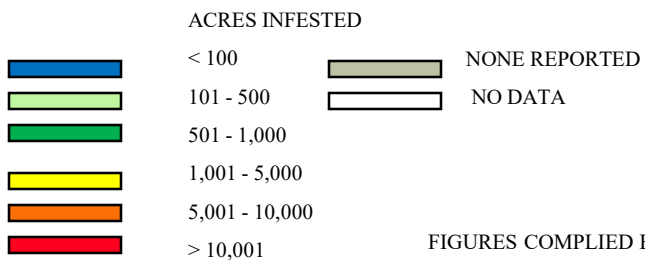 ACRES INFESTED
< 100
NONE REPORTED
101 - 500
NO DATA
501 - 1,000
1,001 - 5,000
5,001 - 10,000
> 10,001
FIGURES COMPLIED